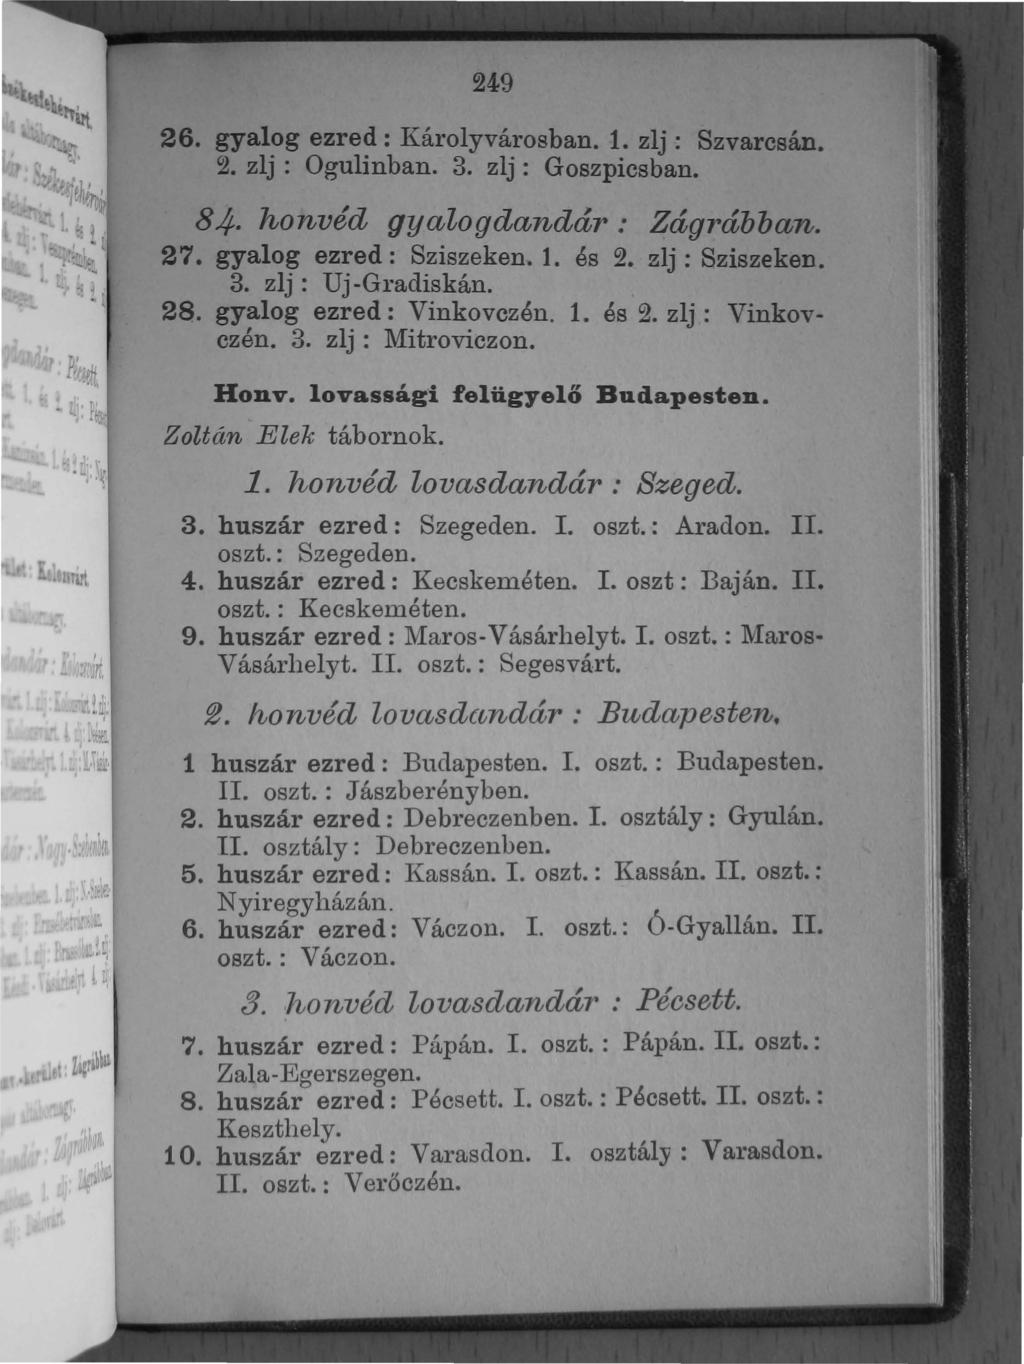 249
26. gyalog ezred : Károlyvárosban. 1. zlj : Szvarcsán.
2. zlj : Ogulinban. 3. zlj : Goszpicsban.
84. honvéd gyalogdandár : Zágrábban.
27. gyalog ezred : Sziszeken. 1. és 2. zlj : Sziszeken.
3. zlj : Uj-Gradiskán.
28. gyalog ezred : Vinkovczén. 1. és 2. zlj : Vinkov-
czén. 3. zlj : Mitroviczon.
Honv. lovassági felügyelő Budapesten.
Zoltán Elek tábornok.
1. honvéd lovasdandár : Szeged.
3. huszár ezred : Szegeden. I. oszt. : Aradon. II.
oszt. : Szegeden.
4. huszár ezred : Kecskeméten. I. oszt : Baján. II.
oszt. : Kecskeméten.
9. huszár ezred : Maros-Vásárhelyt. I. oszt. : Maros-
Vásárhelyt. II. oszt. : Segesvárt.
2. honvéd lovasdandár : Budapesten.
1 huszár ezred : Budapesten. I. oszt. : Budapesten.
II. oszt. : Jászberényben.
2. huszár ezred : Debreczenben. I. osztály : Gyulán.
II. osztály : Debreczenben.
5. huszár ezred : Kassán. I. oszt. : Kassán. II. oszt. :
Nyiregyházán.
6. huszár ezred : Váczon. I. oszt. : Ó-Gyallán. II.
oszt. : Váczon.
3. honvéd lovasdandár : Pécsett.
7. huszár ezred : Pápán. I. oszt. : Pápán. II. oszt. :
Zala-Egerszegen.
8. huszár ezred : Pécsett. I. oszt. : Pécsett. II. oszt. :
Keszthely.
10. huszár ezred : Varasdon. I. osztály : Varasdon.
II. oszt. : Verőczén.